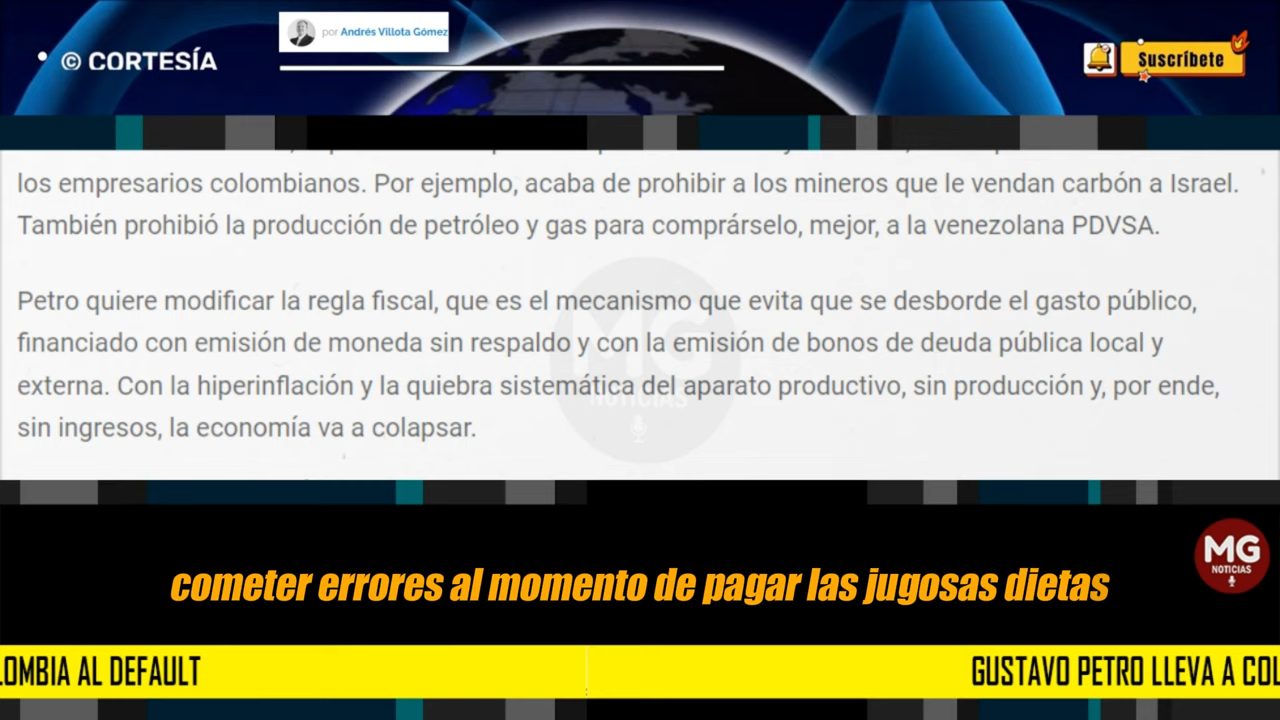 © CORTESÍA
por Andrés Villota Gómez
Suscríbete
los empresarios colombianos. Por ejemplo, acaba de prohibir a los mineros que le vendan carbón a Israel.
También prohibió la producción de petróleo y gas para comprárselo, mejor, a la venezolana PDVSA.
Petro quiere modificar la regla fiscal, que es el mecanismo que evita que se desborde el gasto público,
financiado con emisión de moneda sin respaldo y con la emisión de bonos de deuda pública local y
externa. Con la hiperinflación y la quiebra sistemática del aparato productivo, sin producción y, por ende,
sin ingresos, la economía va a colapsar.
MG
NOTICIAS
cometer errores al momento de pagar las jugosas dietas
MG
NOTICIAS
LOMBIA AL DEFAULT
GUSTAVO PETRO LLEVA A COL